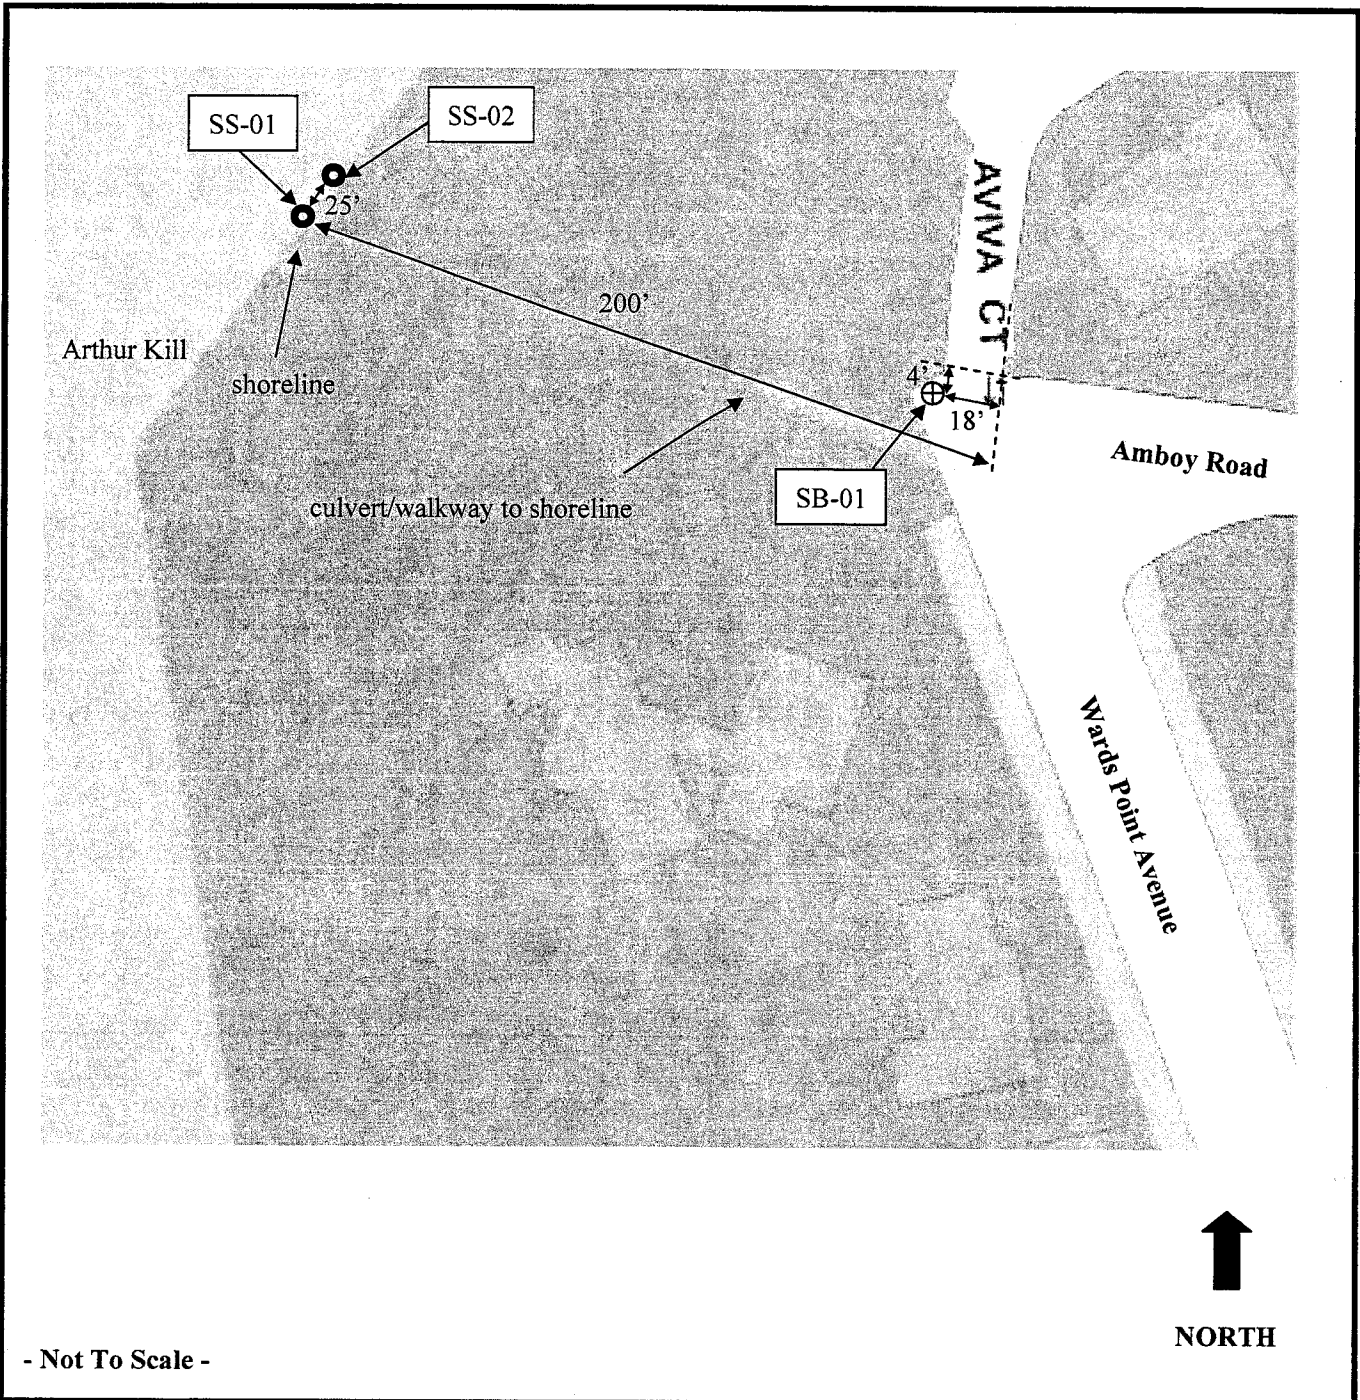 SS-01
SS-02
25'
AVIVA CT
200'
Arthur Kill
shoreline
4'
18'
Amboy Road
SB-01
culvert/walkway to shoreline
Wards Point Avenue
NORTH
- Not To Scale -